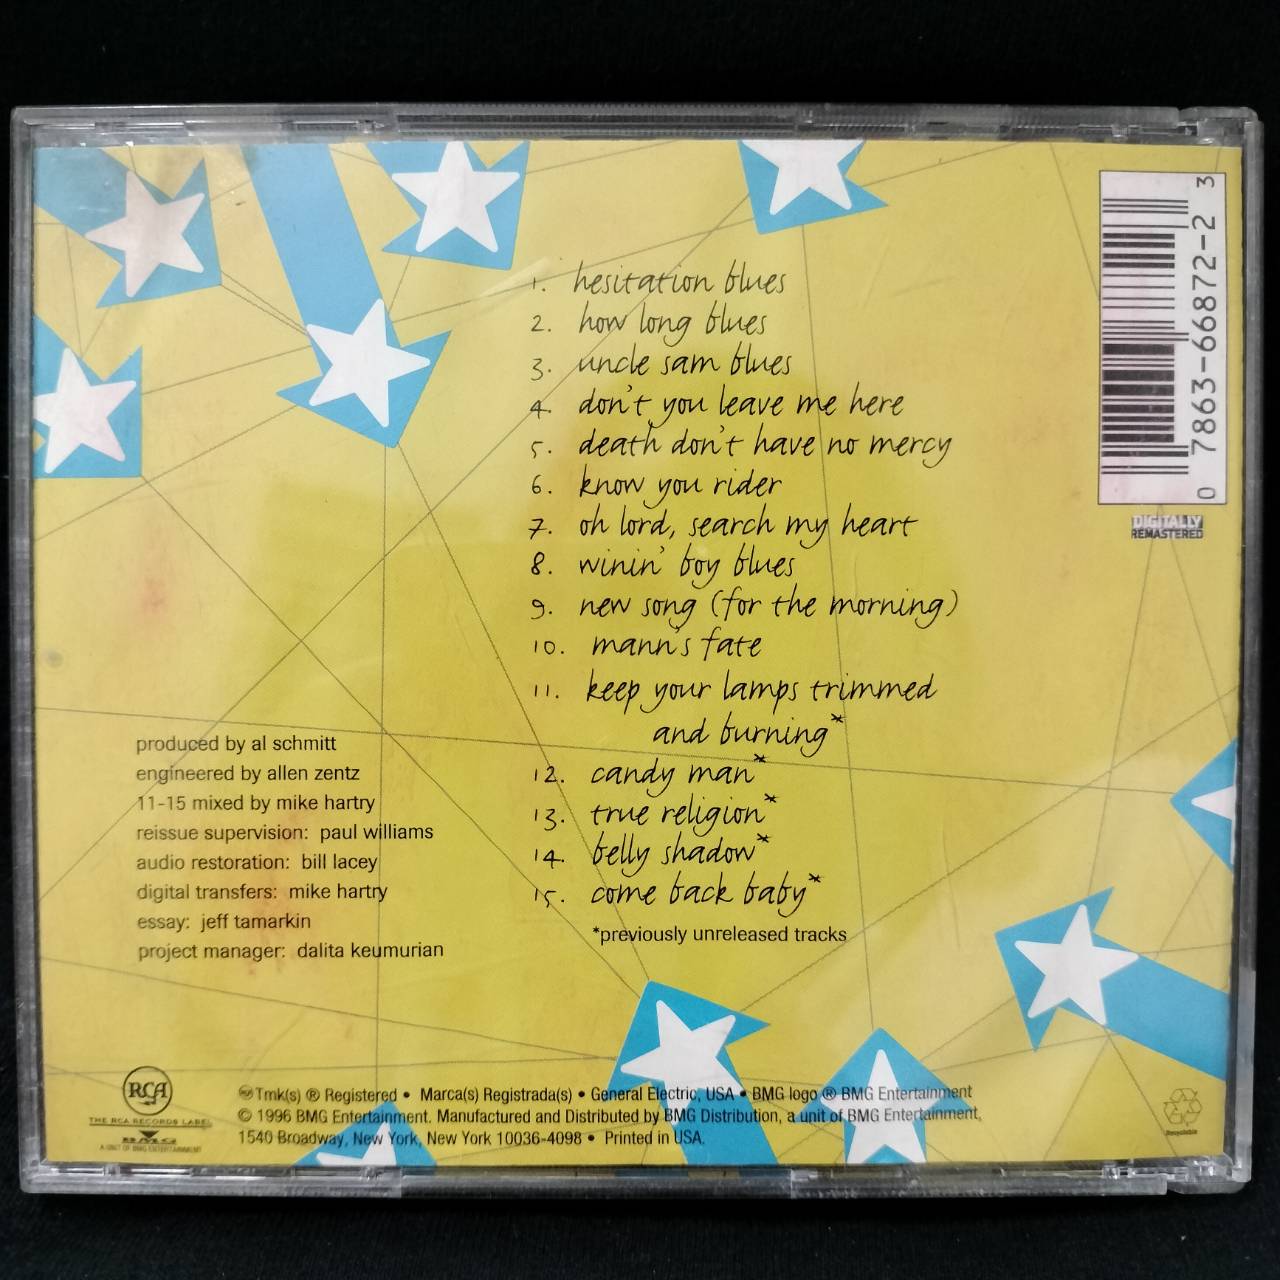 1. hesitation blues
2. how long blues
3. uncle sam blues
4. don't you leave me here
5. death don't have no mercy
6. know you rider
7. oh lord, search my heart
8. winin' boy blues
9. new song (for the morning)
10. mann's fate
11. keep your lamps trimmed
and burning*
12. candy man*
13. true religion*
14. belly shadow*
15. come back baby*
*previously unreleased tracks
0 7863-66872-2 3
DIGITALLY
REMASTERED
produced by al schmitt
engineered by allen zentz
11-15 mixed by mike hartry
reissue supervision: paul williams
audio restoration: bill lacey
digital transfers: mike hartry
essay: jeff tamarkin
project manager: dalita keumurian
RCA
THE RCA RECORDS LABEL
BMG
A UNIT OF BMG ENTERTAINMENT
Tmk(s) ® Registered • Marca(s) Registrada(s) • General Electric, USA • BMG logo ® BMG Entertainment
© 1996 BMG Entertainment. Manufactured and Distributed by BMG Distribution, a unit of BMG Entertainment,
1540 Broadway, New York, New York 10036-4098 • Printed in USA.
Recyclable